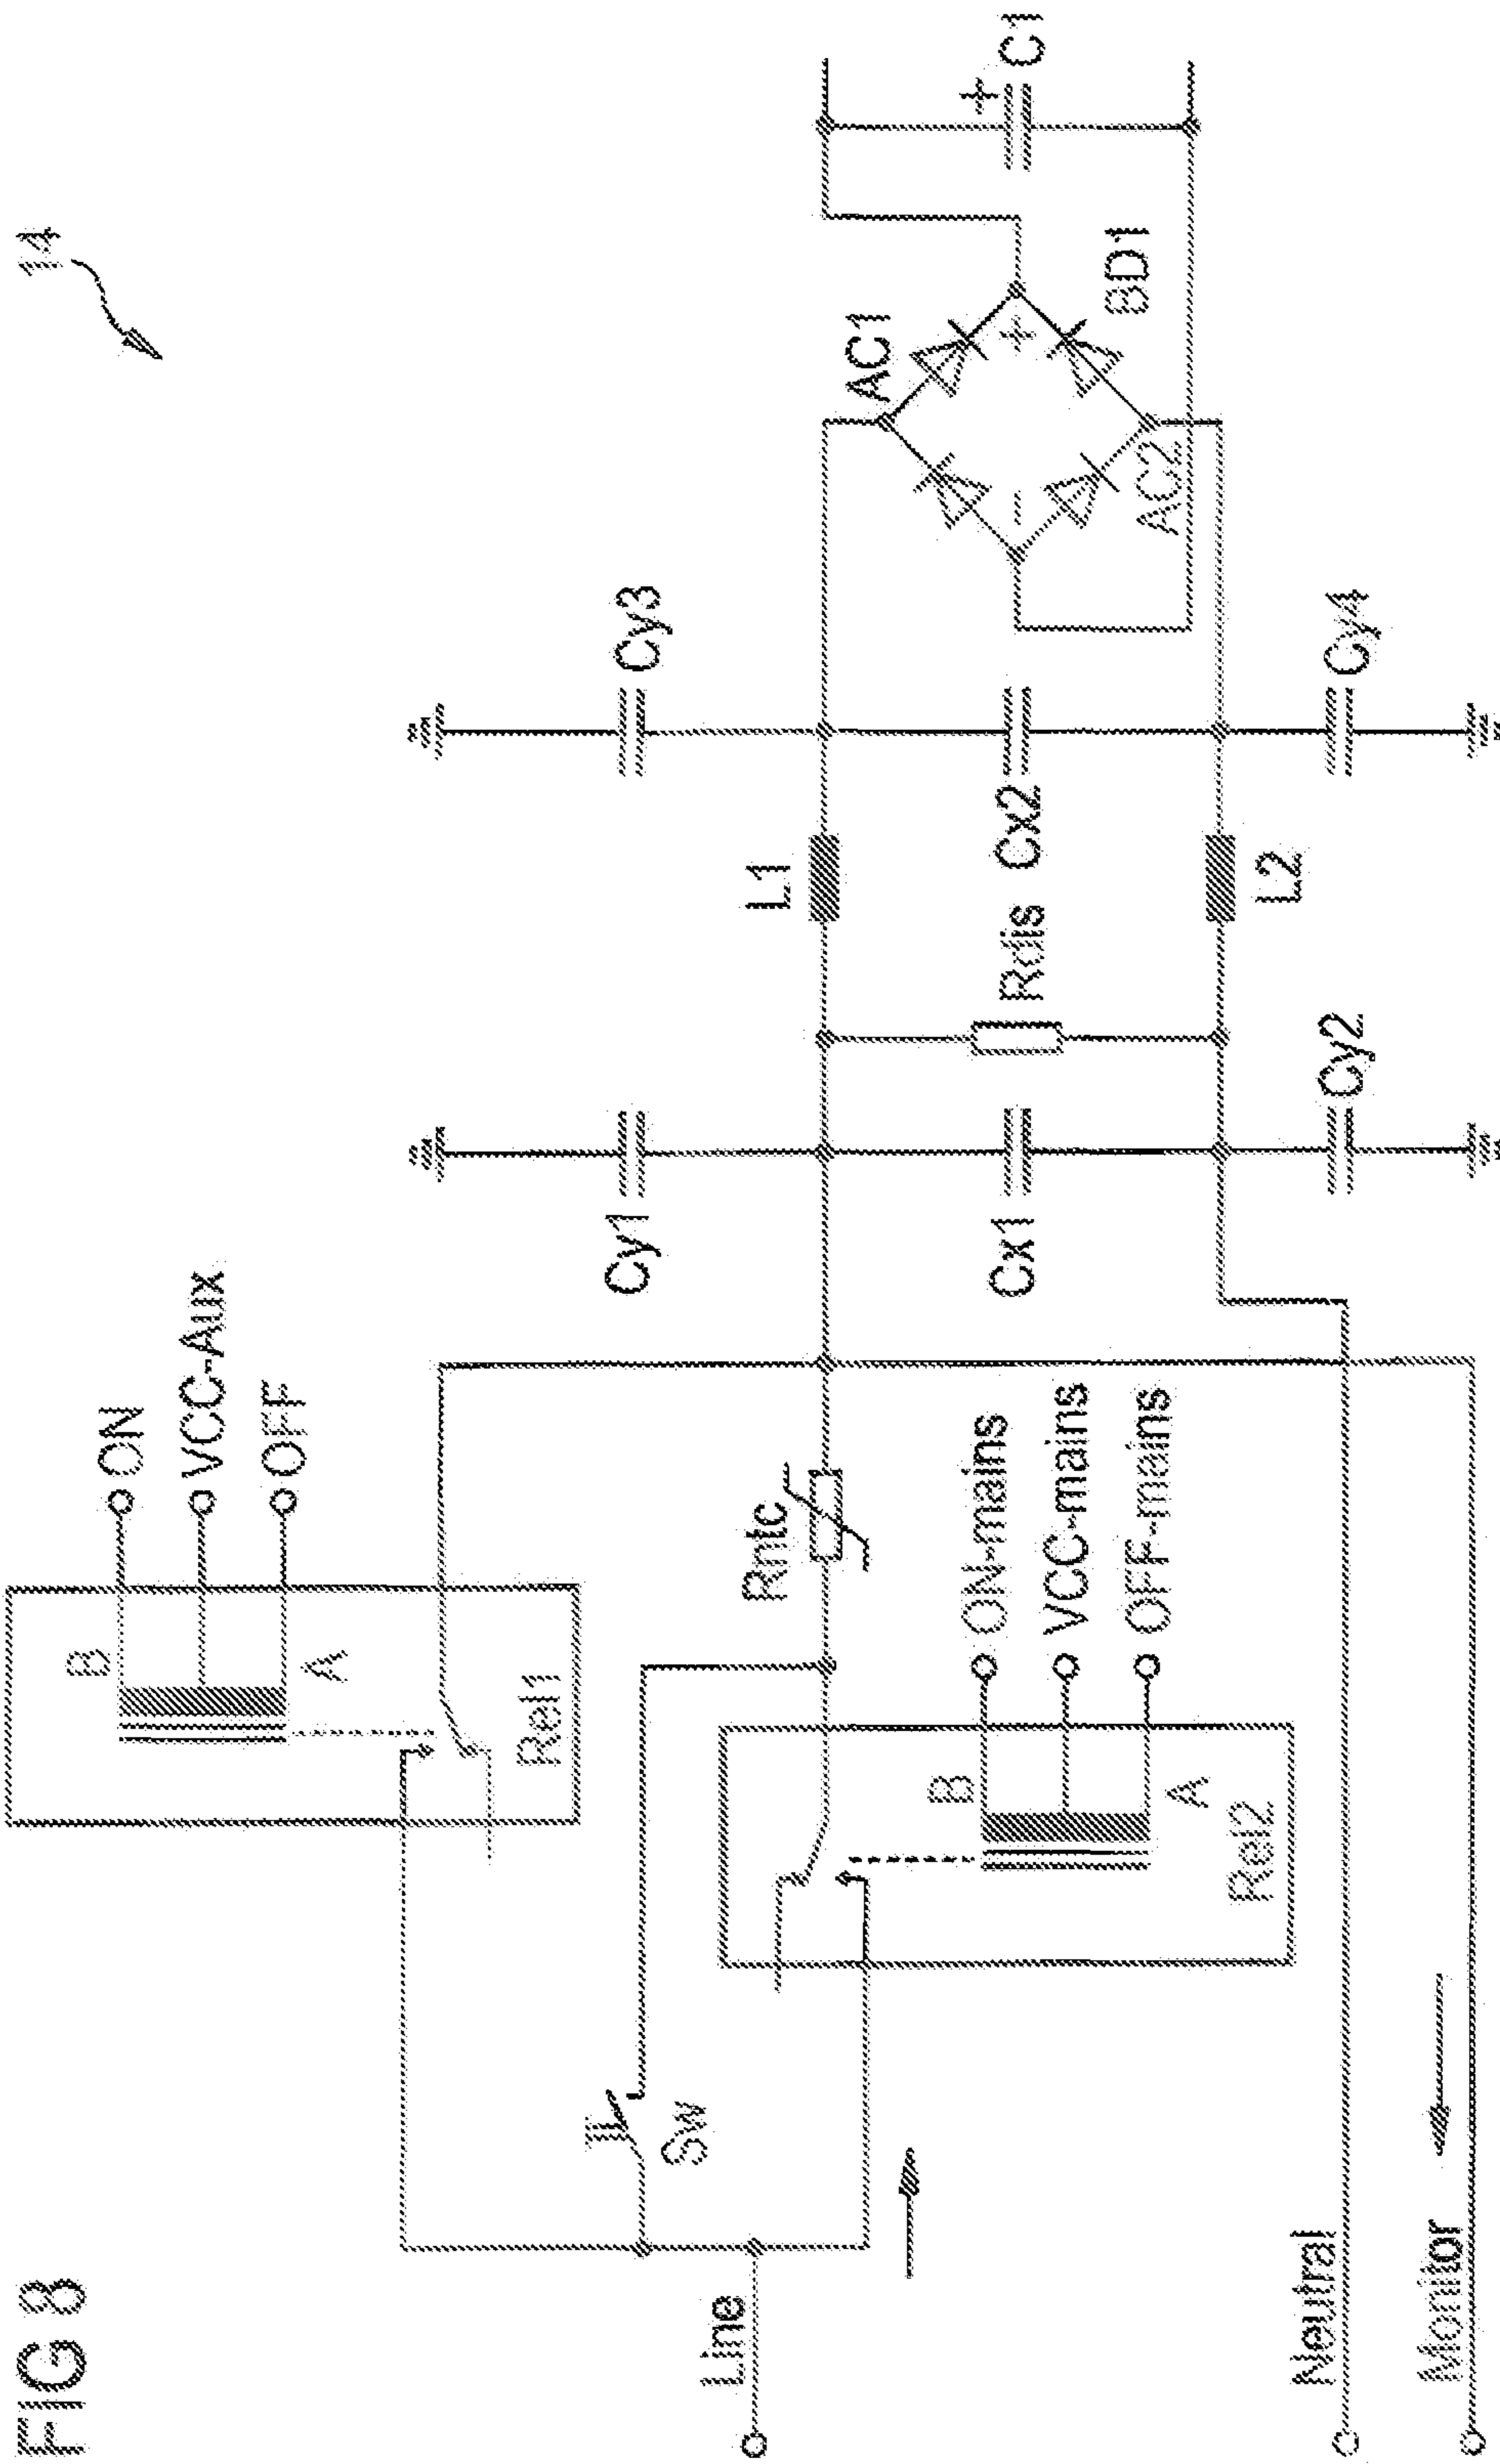 FIG 8
14
ON
VCC-Aux
OFF
B
A
Rel1
Cy1
Cy3
Line
Sw
Rntc
L1
AC1
C1
+
B
A
Rel2
ON-mains
VCC-mains
OFF-mains
Cx1
Rdis
Cx2
+
−
BD1
AC2
L2
Neutral
Cy2
Cy4
Monitor